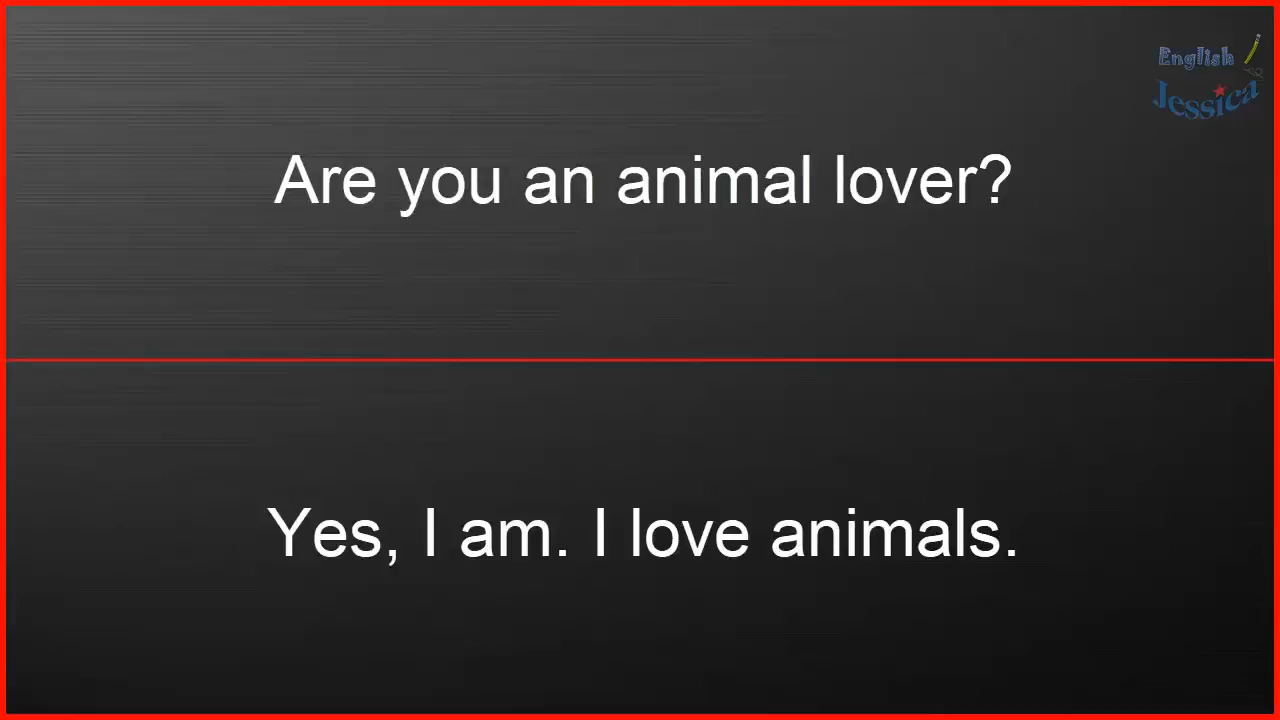 English
Jessica
Are you an animal lover?
Yes, I am. I love animals.